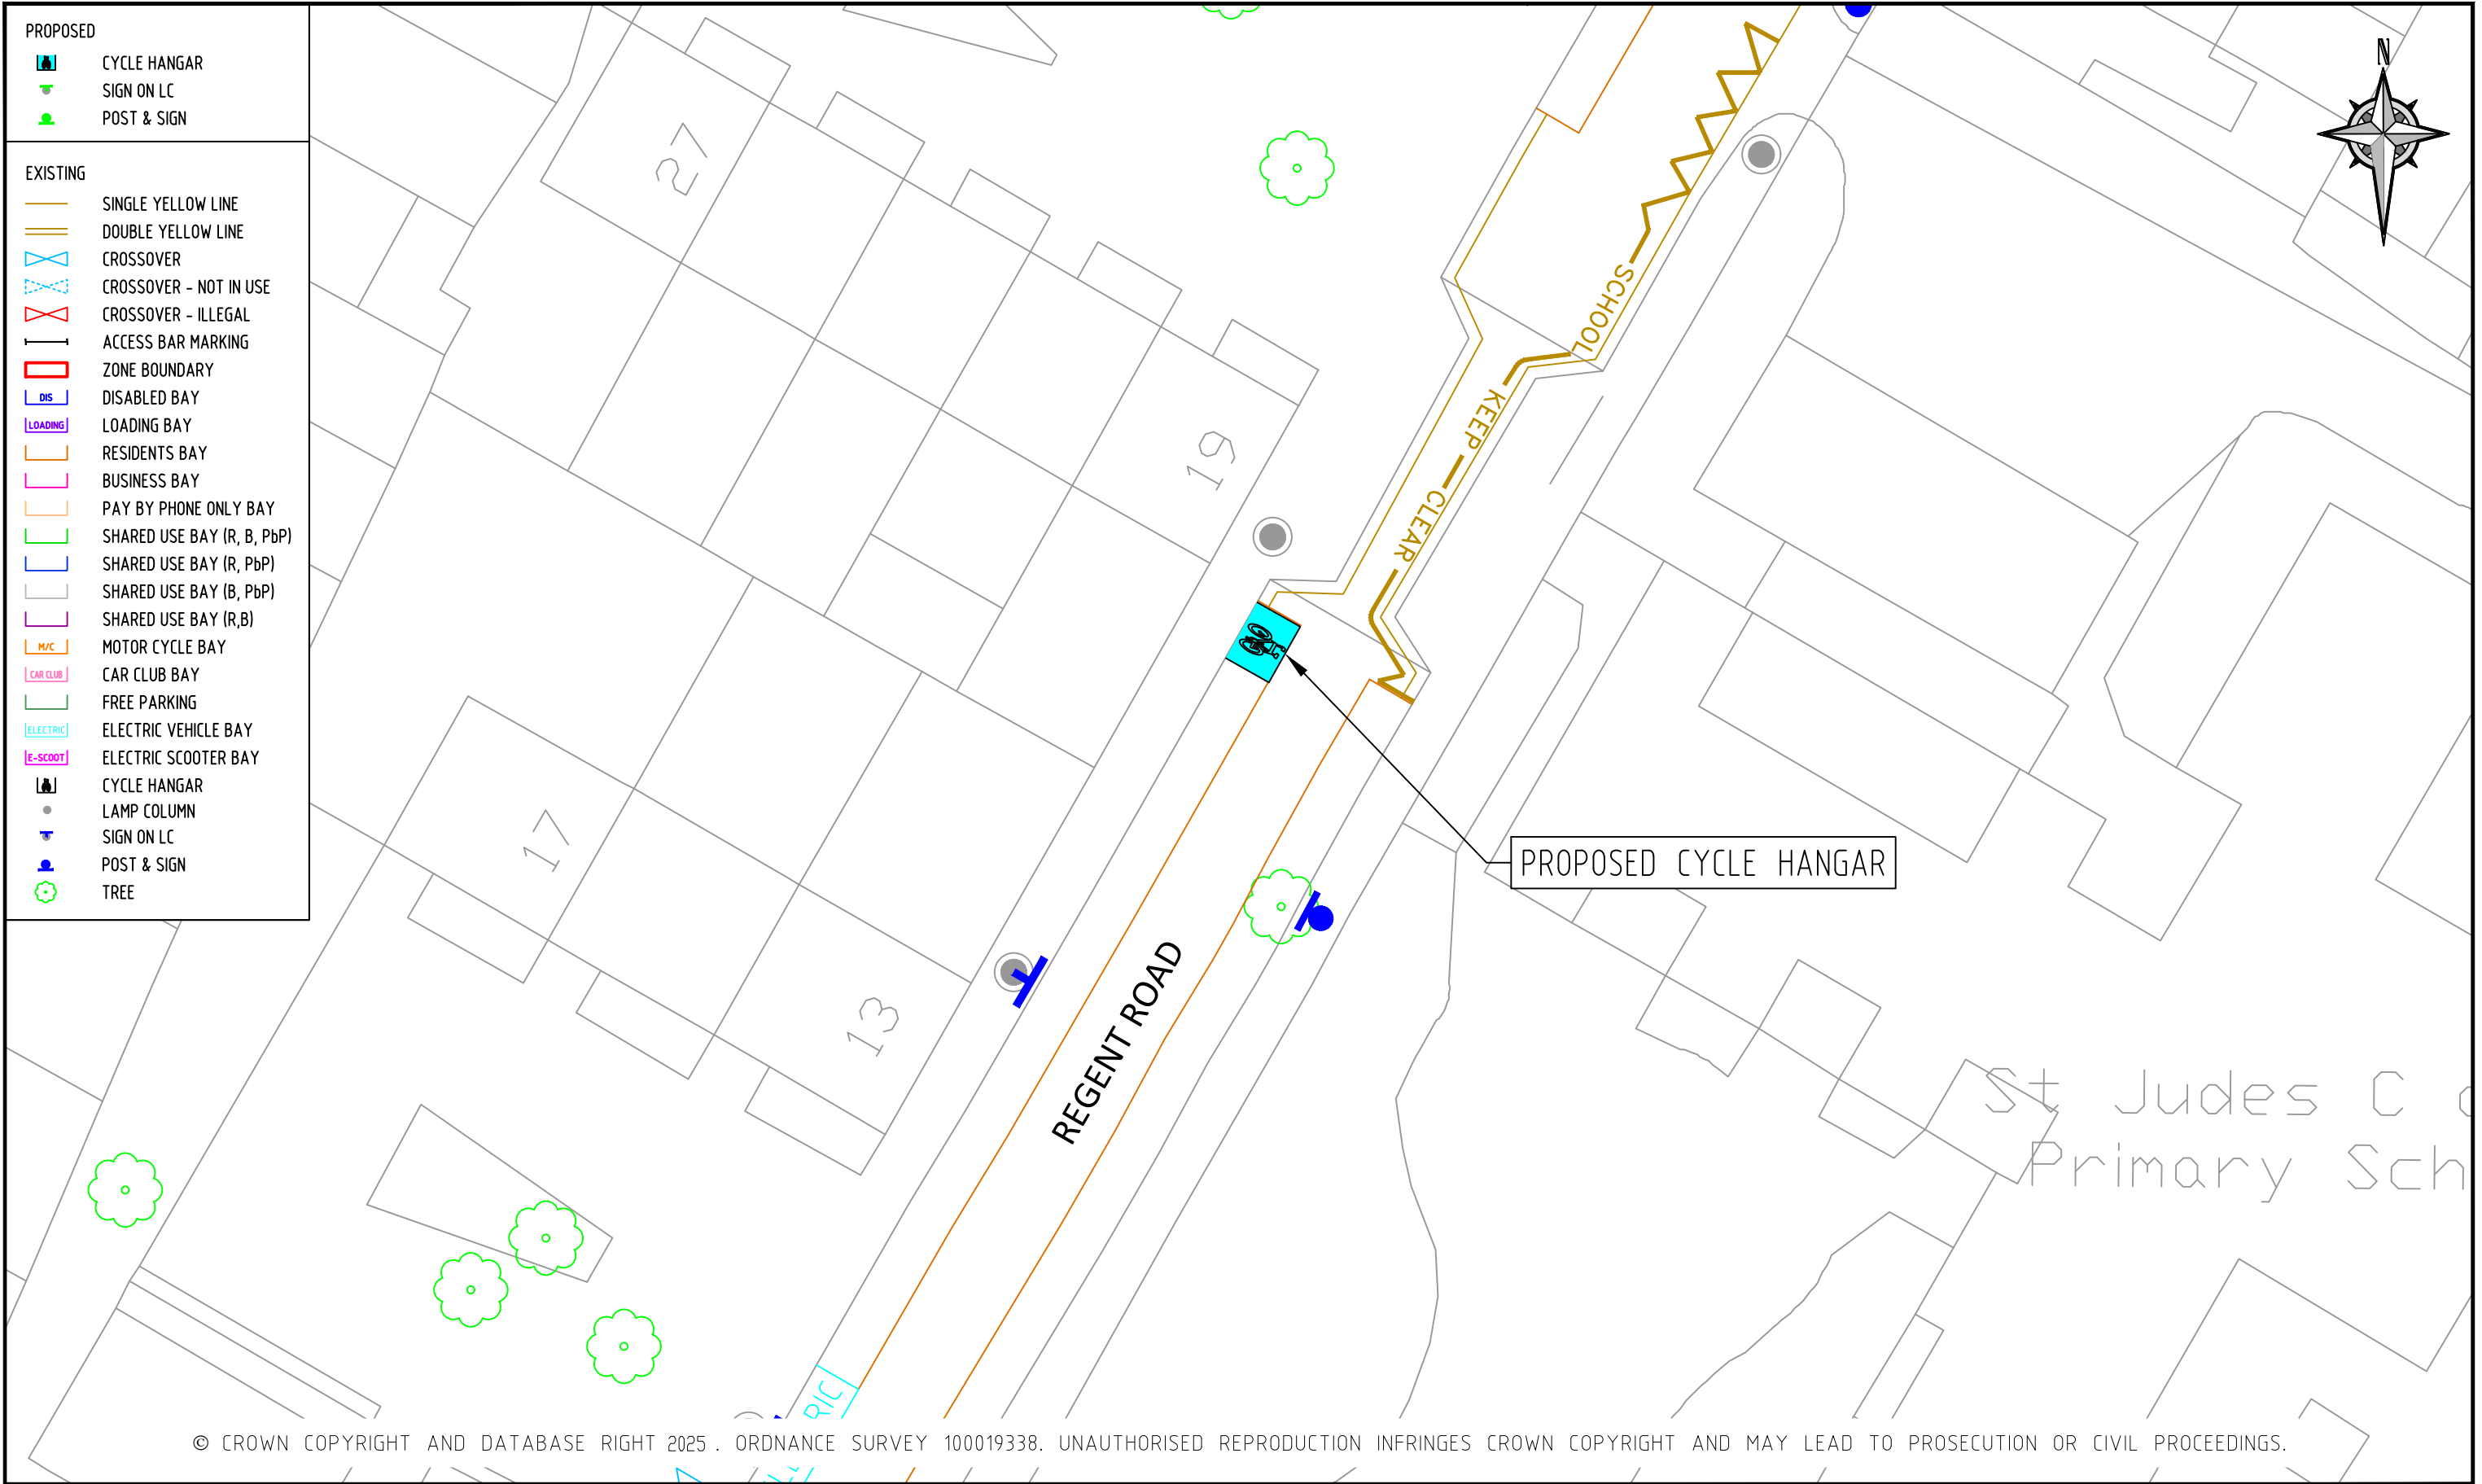 PROPOSED
CYCLE HANGAR
SIGN ON LC
POST & SIGN
EXISTING
SINGLE YELLOW LINE
DOUBLE YELLOW LINE
CROSSOVER
CROSSOVER - NOT IN USE
CROSSOVER - ILLEGAL
ACCESS BAR MARKING
ZONE BOUNDARY
DIS DISABLED BAY
LOADING LOADING BAY
RESIDENTS BAY
BUSINESS BAY
PAY BY PHONE ONLY BAY
SHARED USE BAY (R, B, PbP)
SHARED USE BAY (R, PbP)
SHARED USE BAY (B, PbP)
SHARED USE BAY (R,B)
M/C MOTOR CYCLE BAY
CAR CLUB CAR CLUB BAY
FREE PARKING
ELECTRIC ELECTRIC VEHICLE BAY
E-SCOOT ELECTRIC SCOOTER BAY
CYCLE HANGAR
LAMP COLUMN
SIGN ON LC
POST & SIGN
TREE
N
27
19
17
13
SCHOOL
KEEP
CLEAR
PROPOSED CYCLE HANGAR
REGENT ROAD
St Judes C
Primary Sch
RIC
© CROWN COPYRIGHT AND DATABASE RIGHT 2025. ORDNANCE SURVEY 100019338. UNAUTHORISED REPRODUCTION INFRINGES CROWN COPYRIGHT AND MAY LEAD TO PROSECUTION OR CIVIL PROCEEDINGS.